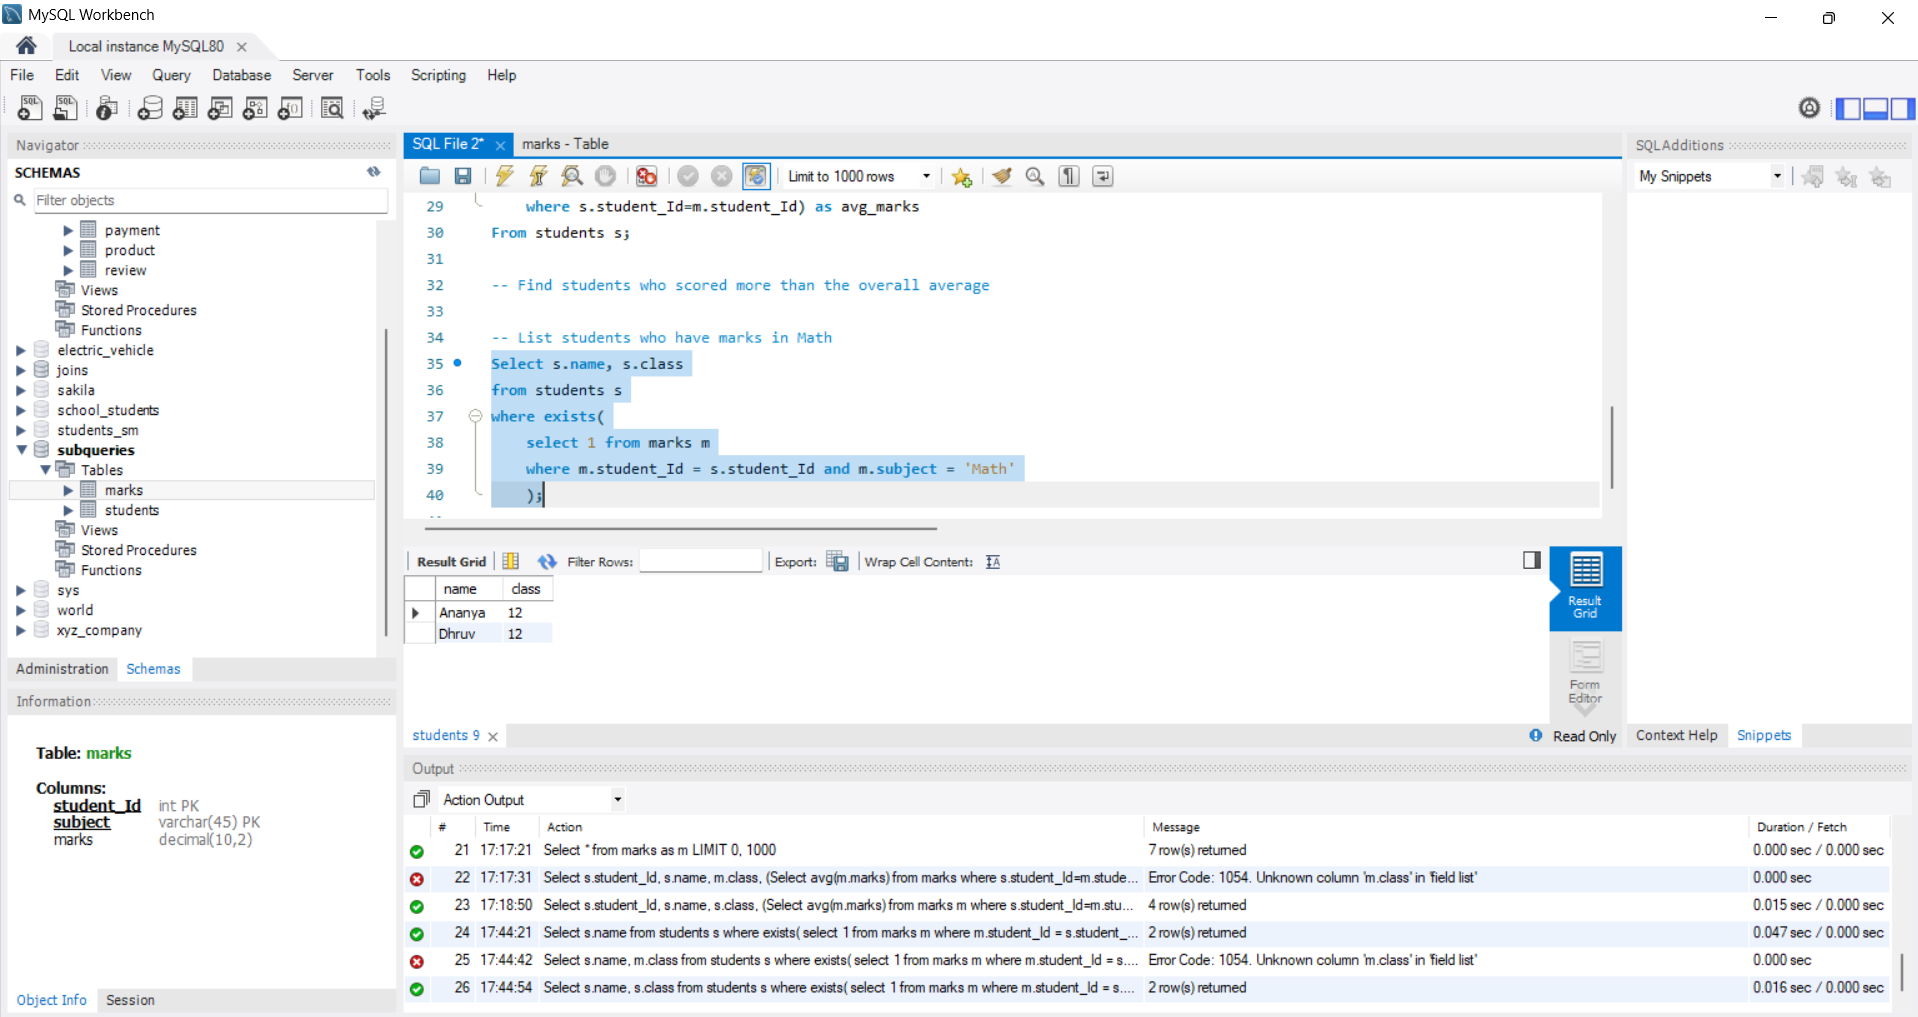 MySQL Workbench
Local instance MySQL80
File Edit View Query Database Server Tools Scripting Help
Navigator
SCHEMAS
Filter objects
payment
product
review
Views
Stored Procedures
Functions
electric_vehicle
joins
sakila
school_students
students_sm
subqueries
Tables
marks
students
Views
Stored Procedures
Functions
sys
world
xyz_company
Administration Schemas
Information
Table: marks
Columns:
student_Id int PK
subject varchar(45) PK
marks decimal(10,2)
Object Info Session
SQL File 2* marks - Table
Limit to 1000 rows
29 where s.student_Id=m.student_Id) as avg_marks
30 From students s;
31
32 -- Find students who scored more than the overall average
33
34 -- List students who have marks in Math
35 Select s.name, s.class
36 from students s
37 where exists(
38 select 1 from marks m
39 where m.student_Id = s.student_Id and m.subject = 'Math'
40 );
Result Grid Filter Rows: Export: Wrap Cell Content:
name class
Ananya 12
Dhruv 12
Result Grid
Form Editor
students 9
Read Only
SQLAdditions
My Snippets
Context Help Snippets
Output
Action Output
# Time Action Message Duration / Fetch
21 17:17:21 Select * from marks as m LIMIT 0, 1000 7 row(s) returned 0.000 sec / 0.000 sec
22 17:17:31 Select s.student_Id, s.name, m.class, (Select avg(m.marks) from marks where s.student_Id=m.stude... Error Code: 1054. Unknown column 'm.class' in 'field list' 0.000 sec
23 17:18:50 Select s.student_Id, s.name, s.class, (Select avg(m.marks) from marks m where s.student_Id=m.stu... 4 row(s) returned 0.015 sec / 0.000 sec
24 17:44:21 Select s.name from students s where exists( select 1 from marks m where m.student_Id = s.student_... 2 row(s) returned 0.047 sec / 0.000 sec
25 17:44:42 Select s.name, m.class from students s where exists( select 1 from marks m where m.student_Id = s.... Error Code: 1054. Unknown column 'm.class' in 'field list' 0.000 sec
26 17:44:54 Select s.name, s.class from students s where exists( select 1 from marks m where m.student_Id = s.... 2 row(s) returned 0.016 sec / 0.000 sec